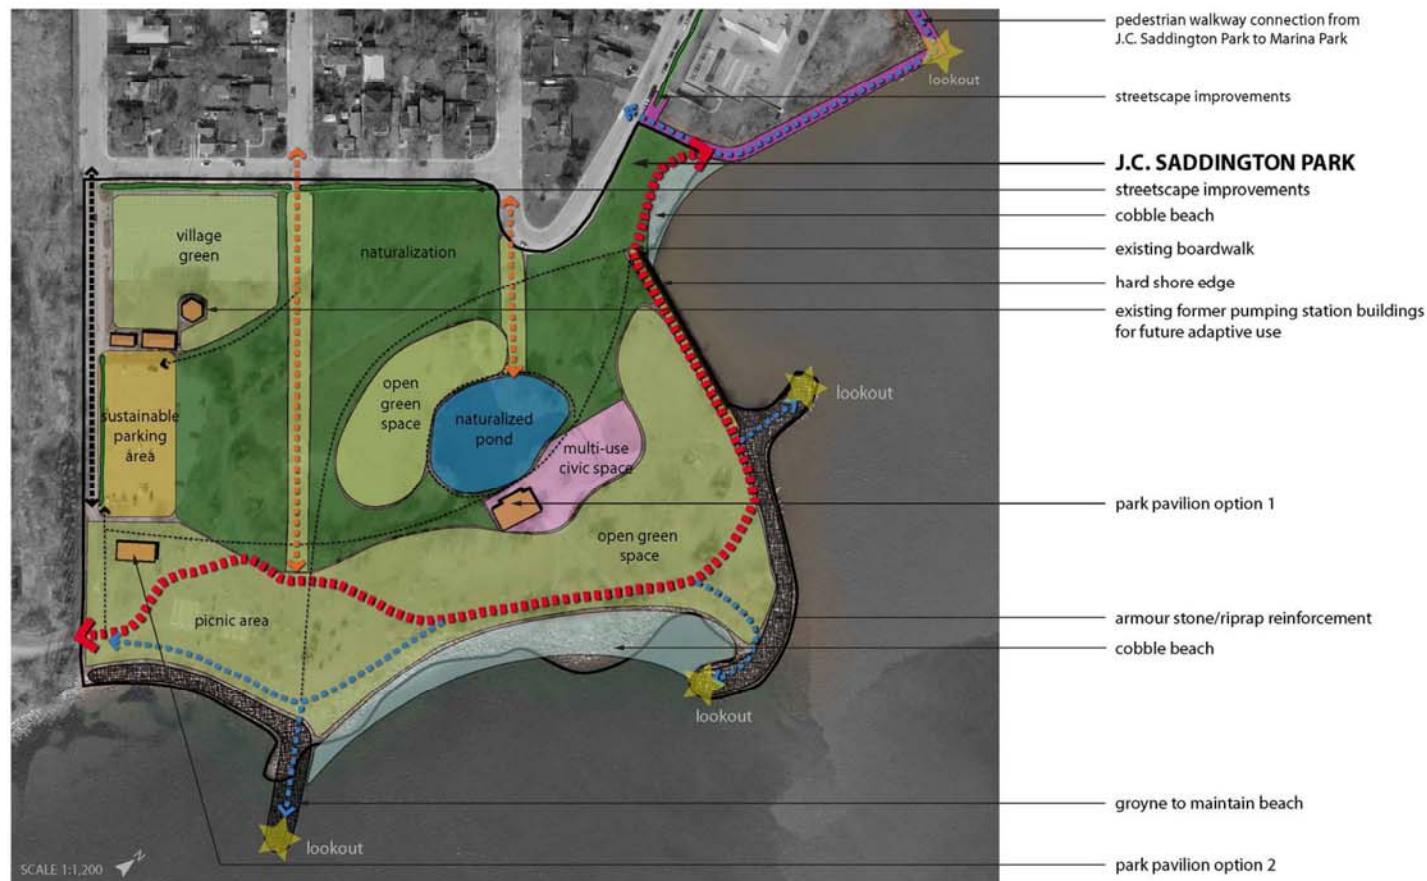 pedestrian walkway connection from
J.C. Saddington Park to Marina Park
lookout
streetscape improvements
J.C. SADDINGTON PARK
streetscape improvements
cobble beach
existing boardwalk
hard shore edge
existing former pumping station buildings
for future adaptive use
village
green
naturalization
open
green
space
naturalized
pond
sustainable
parking
area
multi-use
civic space
lookout
park pavilion option 1
open green
space
picnic area
armour stone/riprap reinforcement
cobble beach
lookout
groyne to maintain beach
lookout
park pavilion option 2
SCALE 1:1,200
N